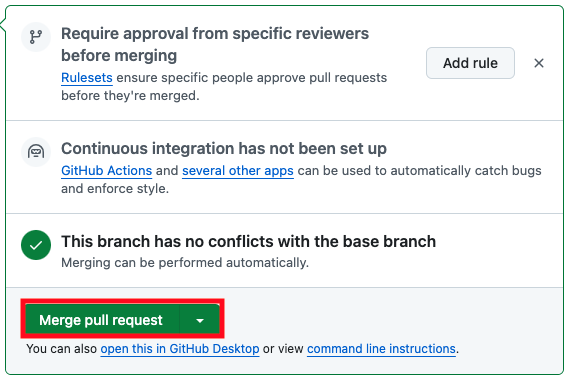 Require approval from specific reviewers
before merging
Rulesets ensure specific people approve pull requests
before they're merged.
Add rule
Continuous integration has not been set up
GitHub Actions and several other apps can be used to automatically catch bugs
and enforce style.
This branch has no conflicts with the base branch
Merging can be performed automatically.
Merge pull request
You can also open this in GitHub Desktop or view command line instructions.